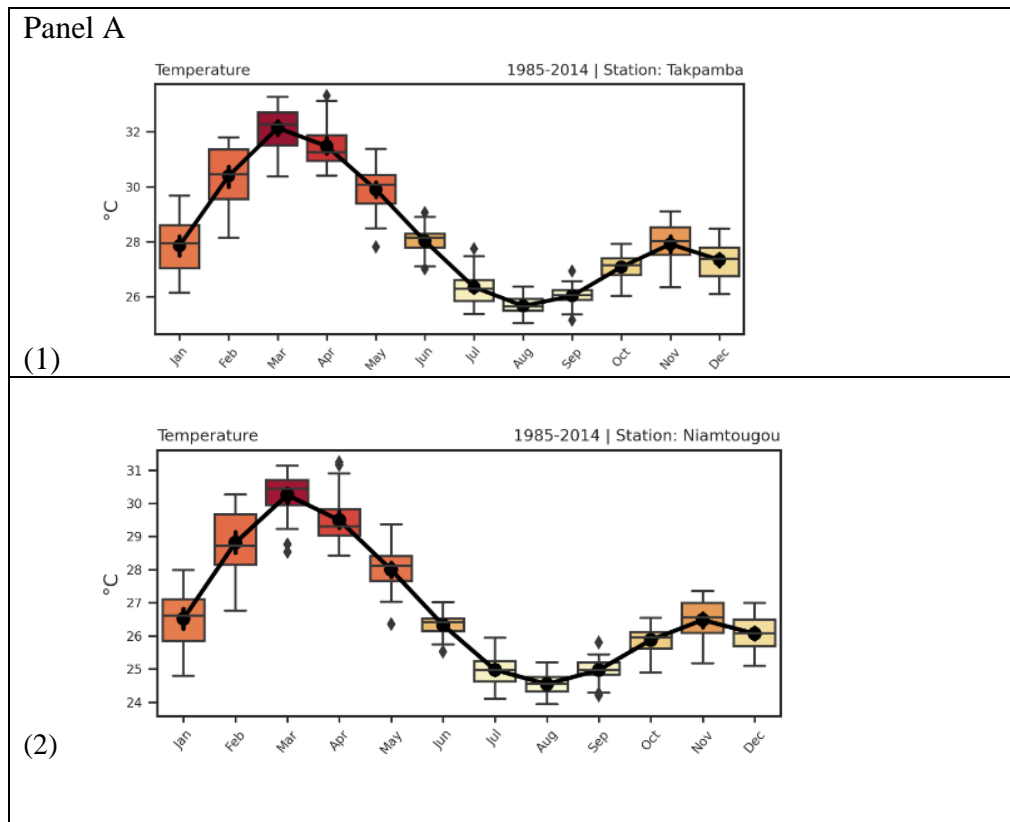 Panel A
Temperature 1985-2014 | Station: Takpamba
32
30
28
26
°C
Jan Feb Mar Apr May Jun Jul Aug Sep Oct Nov Dec
(1)
Temperature 1985-2014 | Station: Niamtougou
31
30
29
28
27
26
25
24
°C
Jan Feb Mar Apr May Jun Jul Aug Sep Oct Nov Dec
(2)